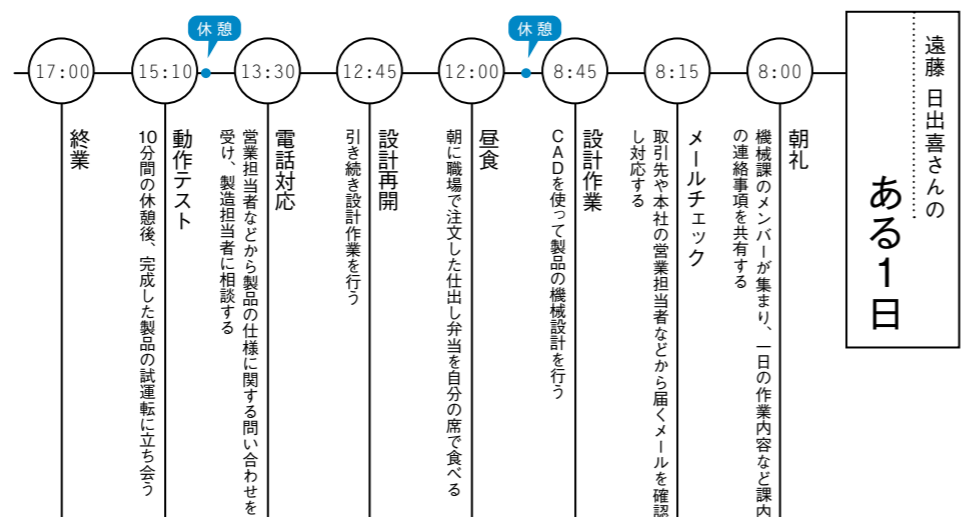 遠藤 日出喜さんの
ある1日
8:00
朝礼
機械課のメンバーが集まり、一日の作業内容など課内
の連絡事項を共有する
8:15
メールチェック
取引先や本社の営業担当者などから届くメールを確認
し対応する
8:45
設計作業
CADを使って製品の機械設計を行う
休憩
12:00
昼食
朝に職場で注文した仕出し弁当を自分の席で食べる
12:45
設計再開
引き続き設計作業を行う
13:30
電話対応
営業担当者などから製品の仕様に関する問い合わせを
受け、製造担当者に相談する
休憩
15:10
動作テスト
10分間の休憩後、完成した製品の試運転に立ち会う
17:00
終業